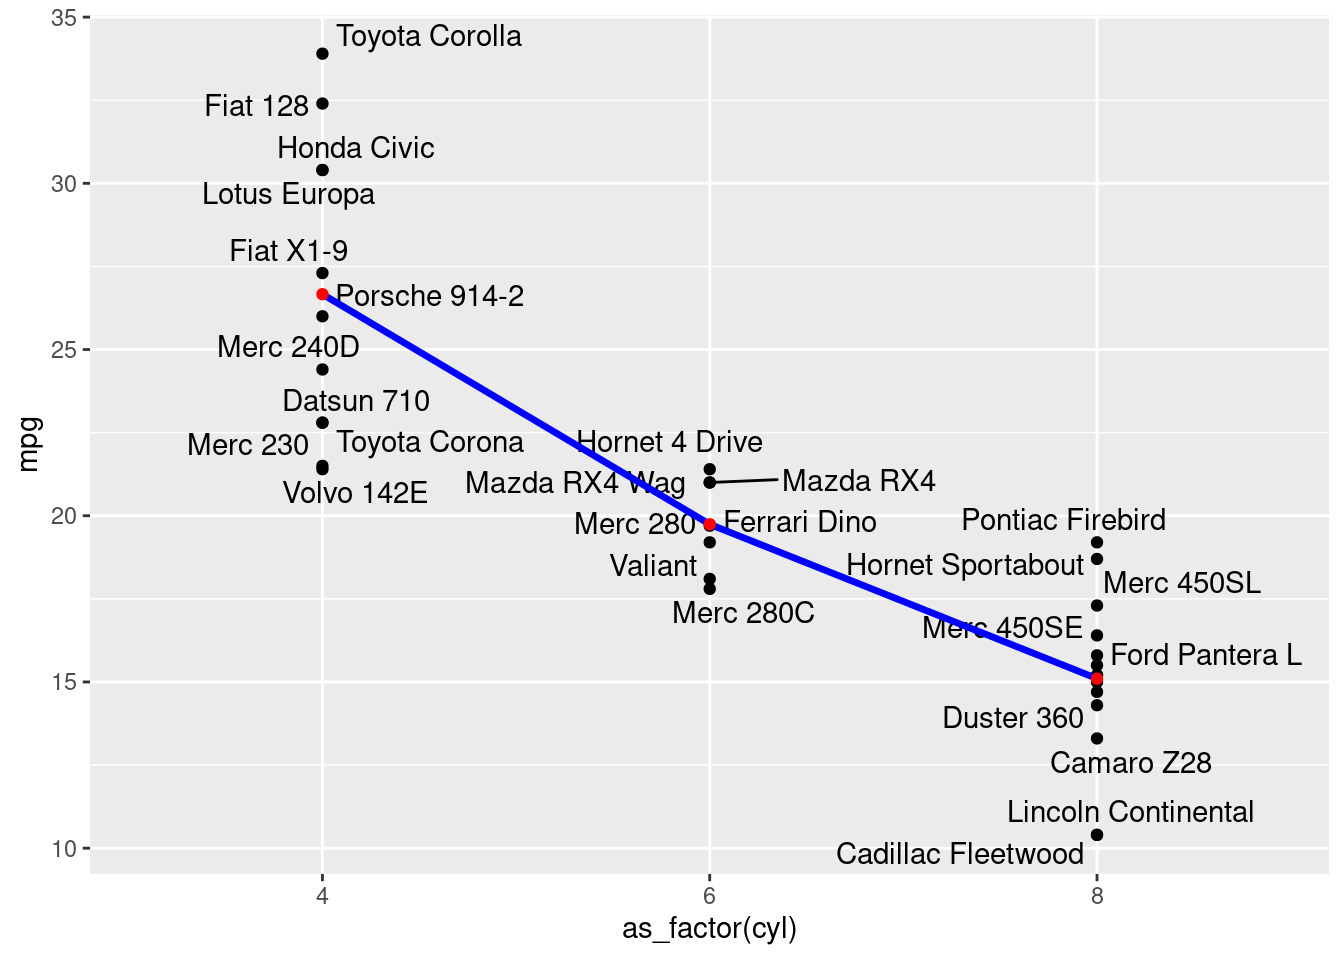 35
Toyota Corolla
Fiat 128
Honda Civic
30
Lotus Europa
Fiat X1-9
Porsche 914-2
25
Merc 240D
Datsun 710
Merc 230
Toyota Corona
Hornet 4 Drive
Volvo 142E
Mazda RX4 Wag
Mazda RX4
20
Merc 280
Ferrari Dino
Pontiac Firebird
Valiant
Hornet Sportabout
Merc 450SL
Merc 280C
Merc 450SE
Ford Pantera L
15
Duster 360
Camaro Z28
Lincoln Continental
10
Cadillac Fleetwood
4
6
8
as_factor(cyl)
mpg